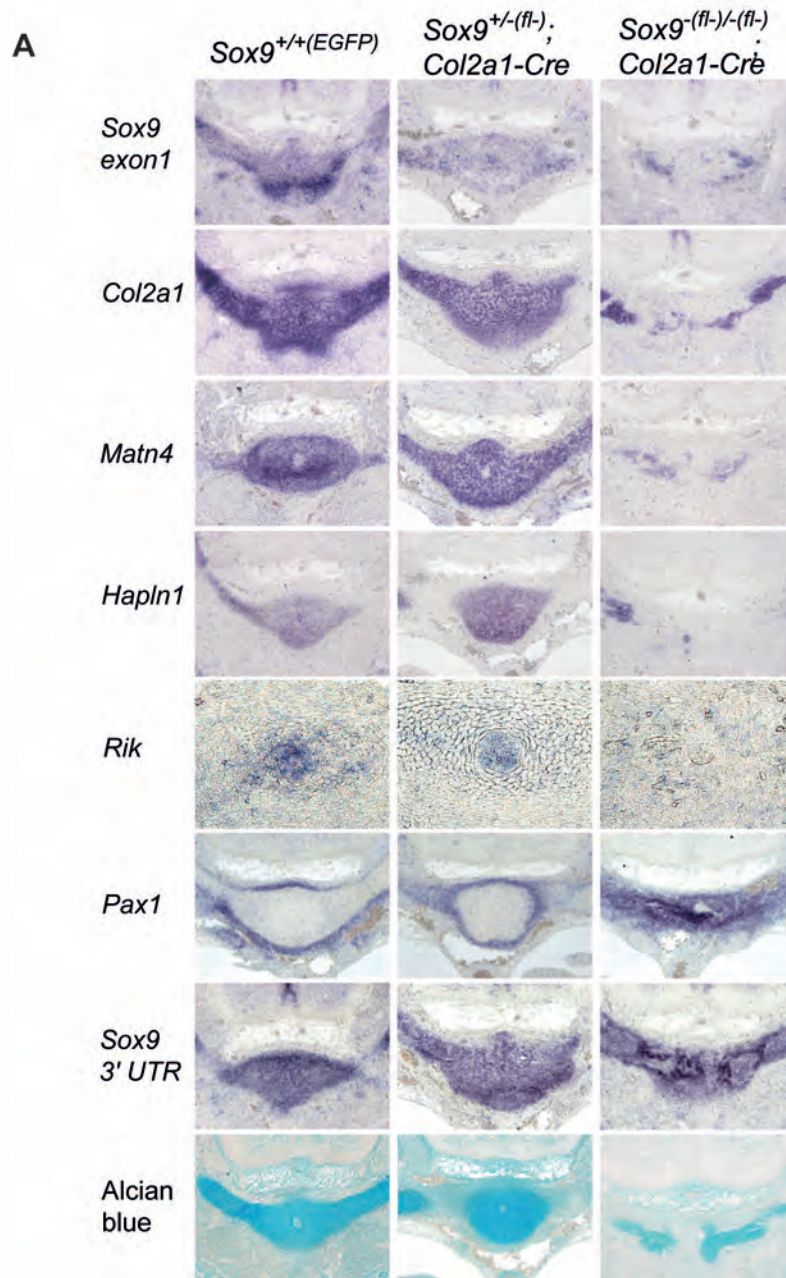 A
Sox9+/+(EGFP)
Sox9+/-(fl-);
Col2a1-Cre
Sox9-(fl-)/-(fl-);
Col2a1-Cre
Sox9
exon1
Col2a1
Matn4
Hapln1
Rik
Pax1
Sox9
3' UTR
Alcian
blue